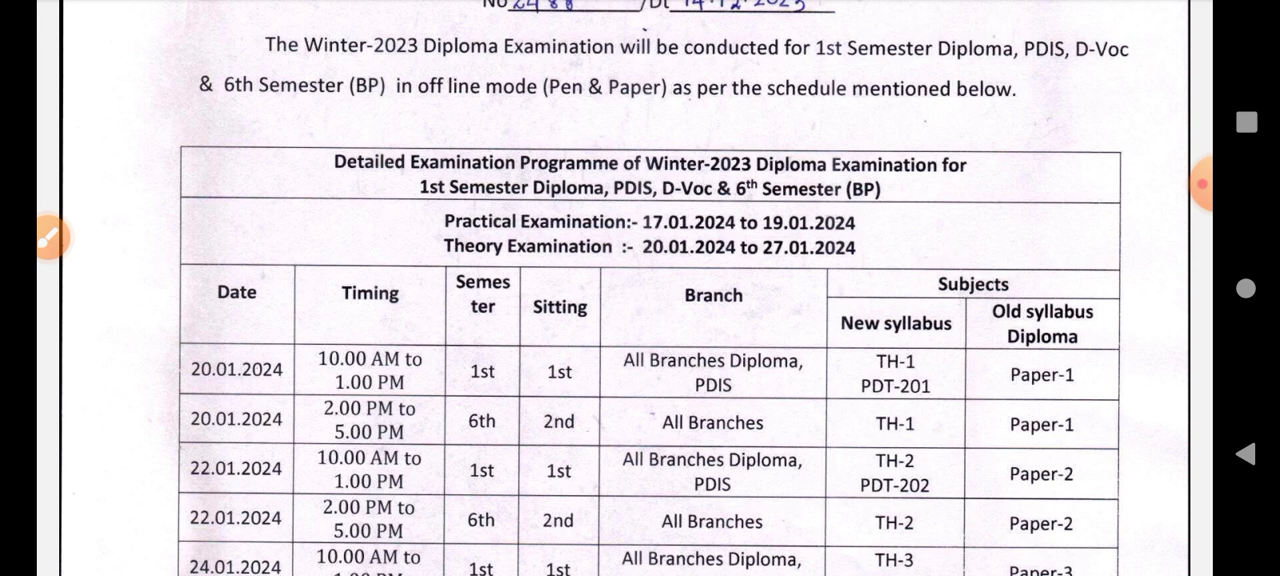 The Winter-2023 Diploma Examination will be conducted for 1st Semester Diploma, PDIS, D-Voc
& 6th Semester (BP) in off line mode (Pen & Paper) as per the schedule mentioned below.
Detailed Examination Programme of Winter-2023 Diploma Examination for
1st Semester Diploma, PDIS, D-Voc & 6th Semester (BP)
Practical Examination:- 17.01.2024 to 19.01.2024
Theory Examination :- 20.01.2024 to 27.01.2024
Date Timing Semes
ter Sitting Branch Subjects
New syllabus Old syllabus
Diploma
20.01.2024 10.00 AM to
1.00 PM 1st 1st All Branches Diploma,
PDIS TH-1
PDT-201 Paper-1
20.01.2024 2.00 PM to
5.00 PM 6th 2nd All Branches TH-1 Paper-1
22.01.2024 10.00 AM to
1.00 PM 1st 1st All Branches Diploma,
PDIS TH-2
PDT-202 Paper-2
22.01.2024 2.00 PM to
5.00 PM 6th 2nd All Branches TH-2 Paper-2
24.01.2024 10.00 AM to
1st 1st All Branches Diploma,
TH-3
Paper-3